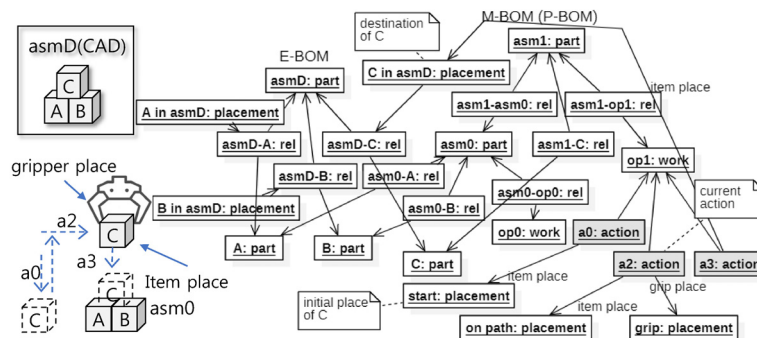 asmD(CAD)
C
A B
gripper place
C
a2
a0
a3
Item place
C
C
A B
asm0
destination
of C
M-BOM (P-BOM)
E-BOM
asm1: part
asmD: part
C in asmD: placement
item place
A in asmD: placement
asm1-asm0: rel
asm1-op1: rel
asmD-A: rel
asmD-C: rel
asm0: part
asm1-C: rel
op1: work
asmD-B: rel
asm0-A: rel
asm0-op0: rel
current
action
B in asmD: placement
asm0-B: rel
op0: work
a0: action
A: part
B: part
C: part
a2: action
a3: action
item place
grip place
initial place
of C
start: placement
item place
on path: placement
grip: placement